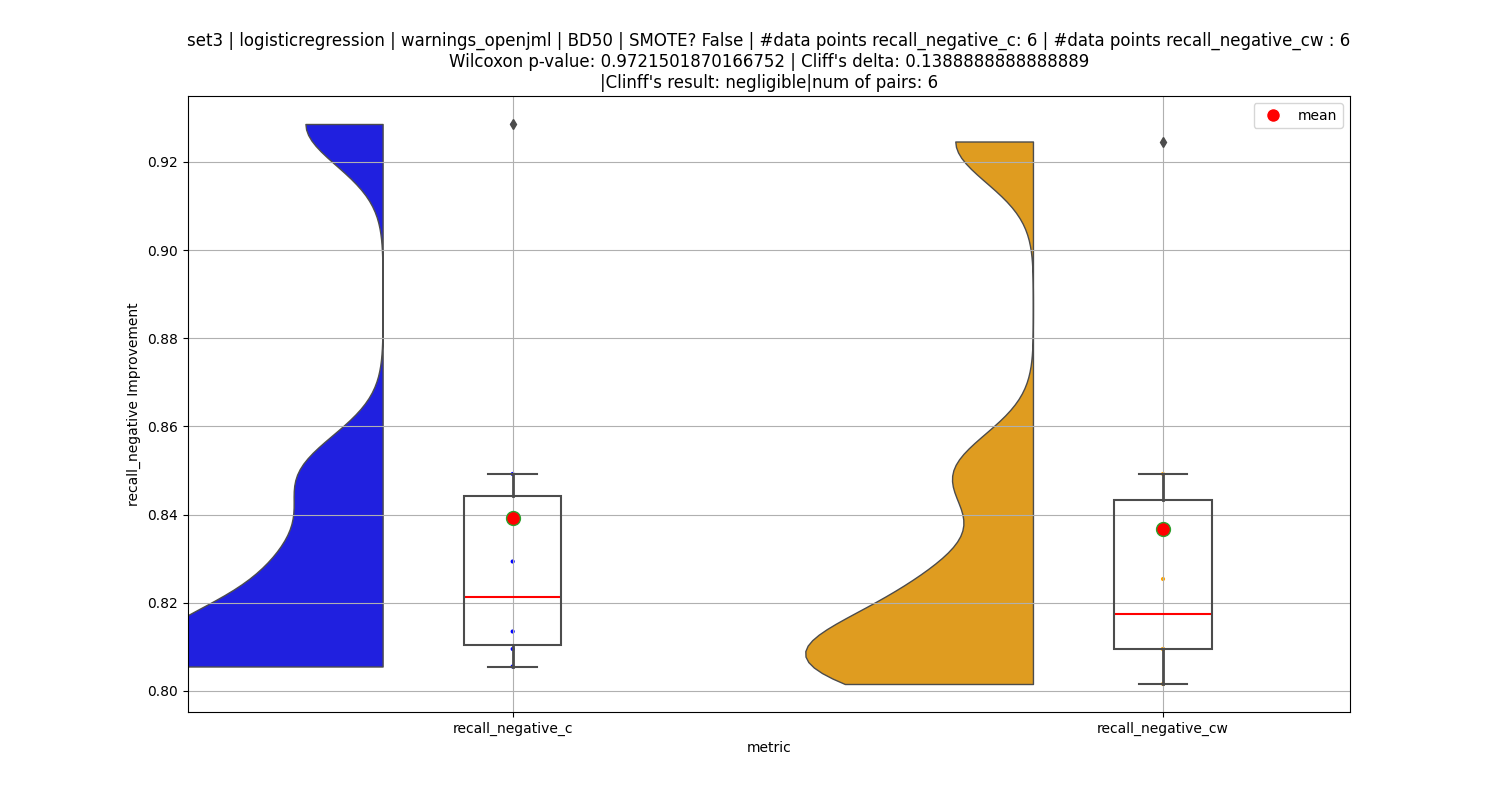 set3 | logisticregression | warnings_openjml | BD50 | SMOTE? False | #data points recall_negative_c: 6 | #data points recall_negative_cw : 6
Wilcoxon p-value: 0.9721501870166752 | Cliff's delta: 0.1388888888888889
|Clinff's result: negligible|num of pairs: 6
mean
0.92
0.90
0.88
0.86
0.84
0.82
0.80
recall_negative Improvement
recall_negative_c
recall_negative_cw
metric